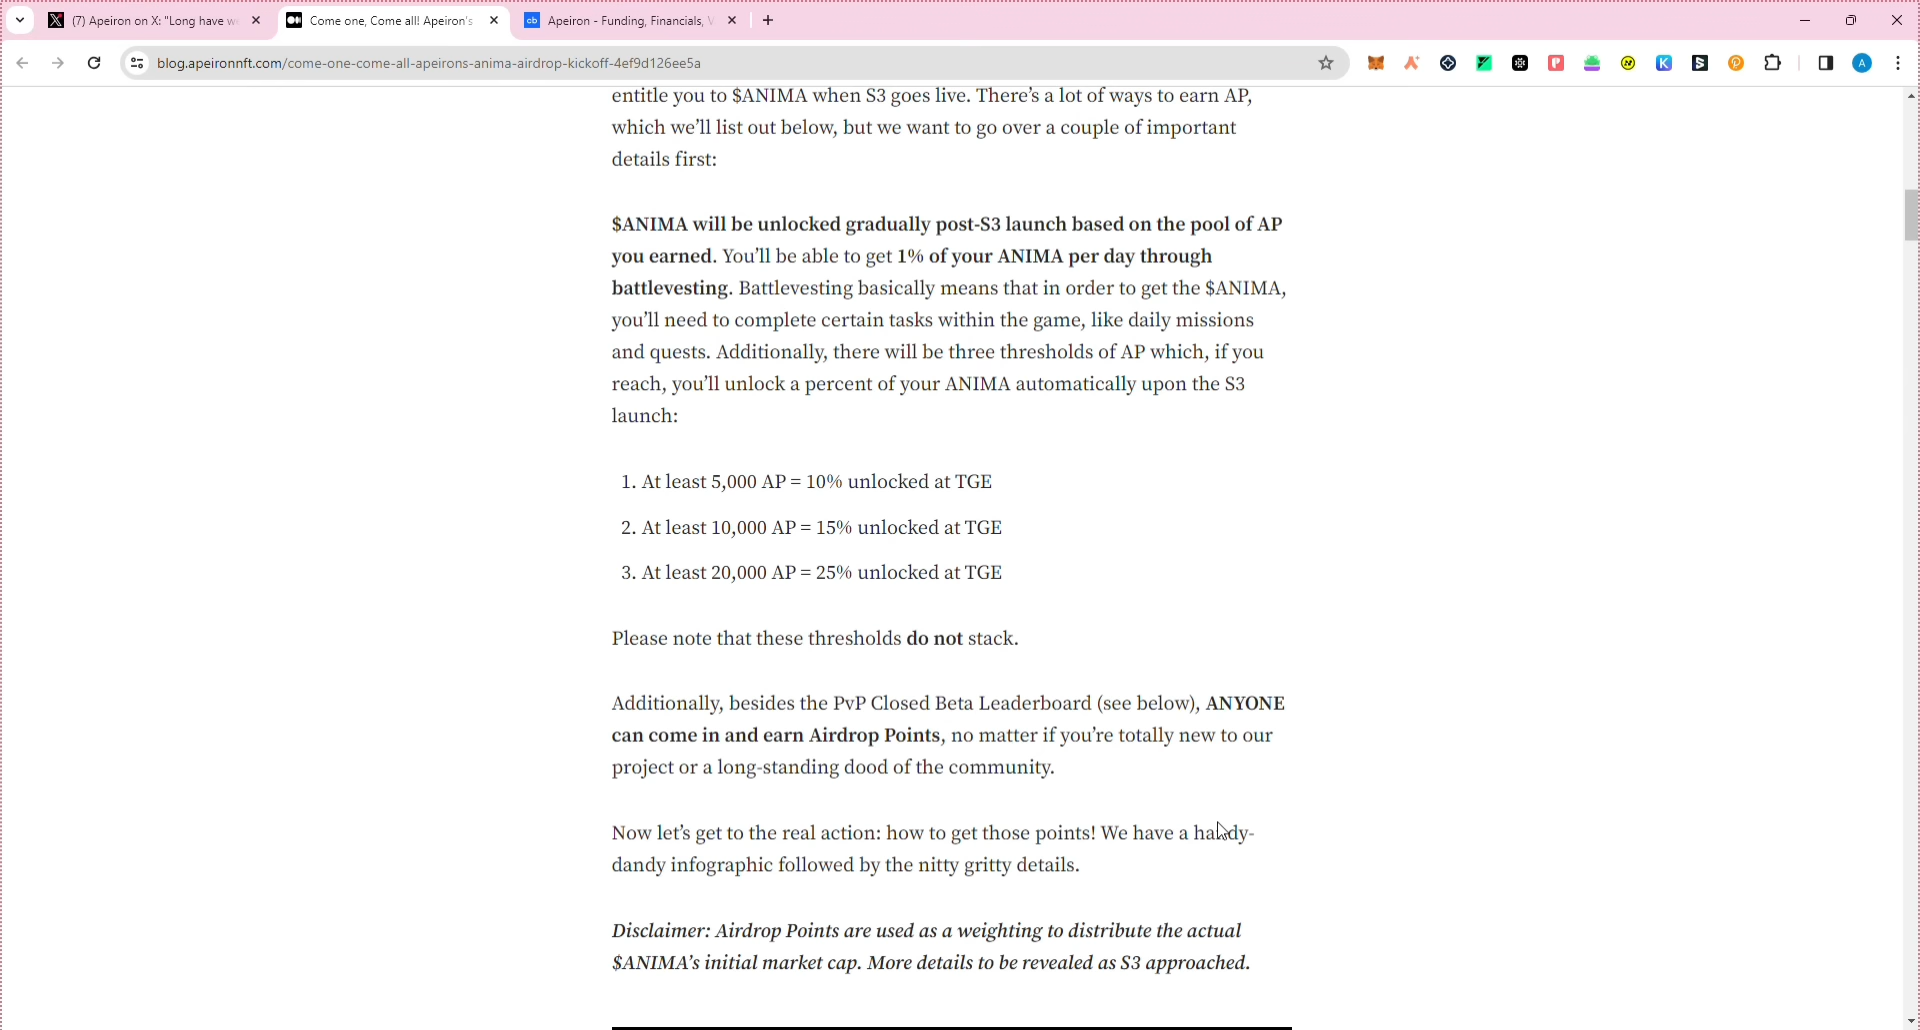 (7) Apeiron on X: "Long have w
Come one, Come all! Apeiron's
cb
Apeiron - Funding, Financials, V
blog.apeironnft.com/come-one-come-all-apeirons-anima-airdrop-kickoff-4ef9d126ee5a
A
entitle you to $ANIMA when S3 goes live. There’s a lot of ways to earn AP,
which we’ll list out below, but we want to go over a couple of important
details first:
$ANIMA will be unlocked gradually post-S3 launch based on the pool of AP
you earned. You’ll be able to get 1% of your ANIMA per day through
battlevesting. Battlevesting basically means that in order to get the $ANIMA,
you’ll need to complete certain tasks within the game, like daily missions
and quests. Additionally, there will be three thresholds of AP which, if you
reach, you’ll unlock a percent of your ANIMA automatically upon the S3
launch:
1. At least 5,000 AP = 10% unlocked at TGE
2. At least 10,000 AP = 15% unlocked at TGE
3. At least 20,000 AP = 25% unlocked at TGE
Please note that these thresholds do not stack.
Additionally, besides the PvP Closed Beta Leaderboard (see below), ANYONE
can come in and earn Airdrop Points, no matter if you’re totally new to our
project or a long-standing dood of the community.
Now let’s get to the real action: how to get those points! We have a handy-
dandy infographic followed by the nitty gritty details.
Disclaimer: Airdrop Points are used as a weighting to distribute the actual
$ANIMA’s initial market cap. More details to be revealed as S3 approached.